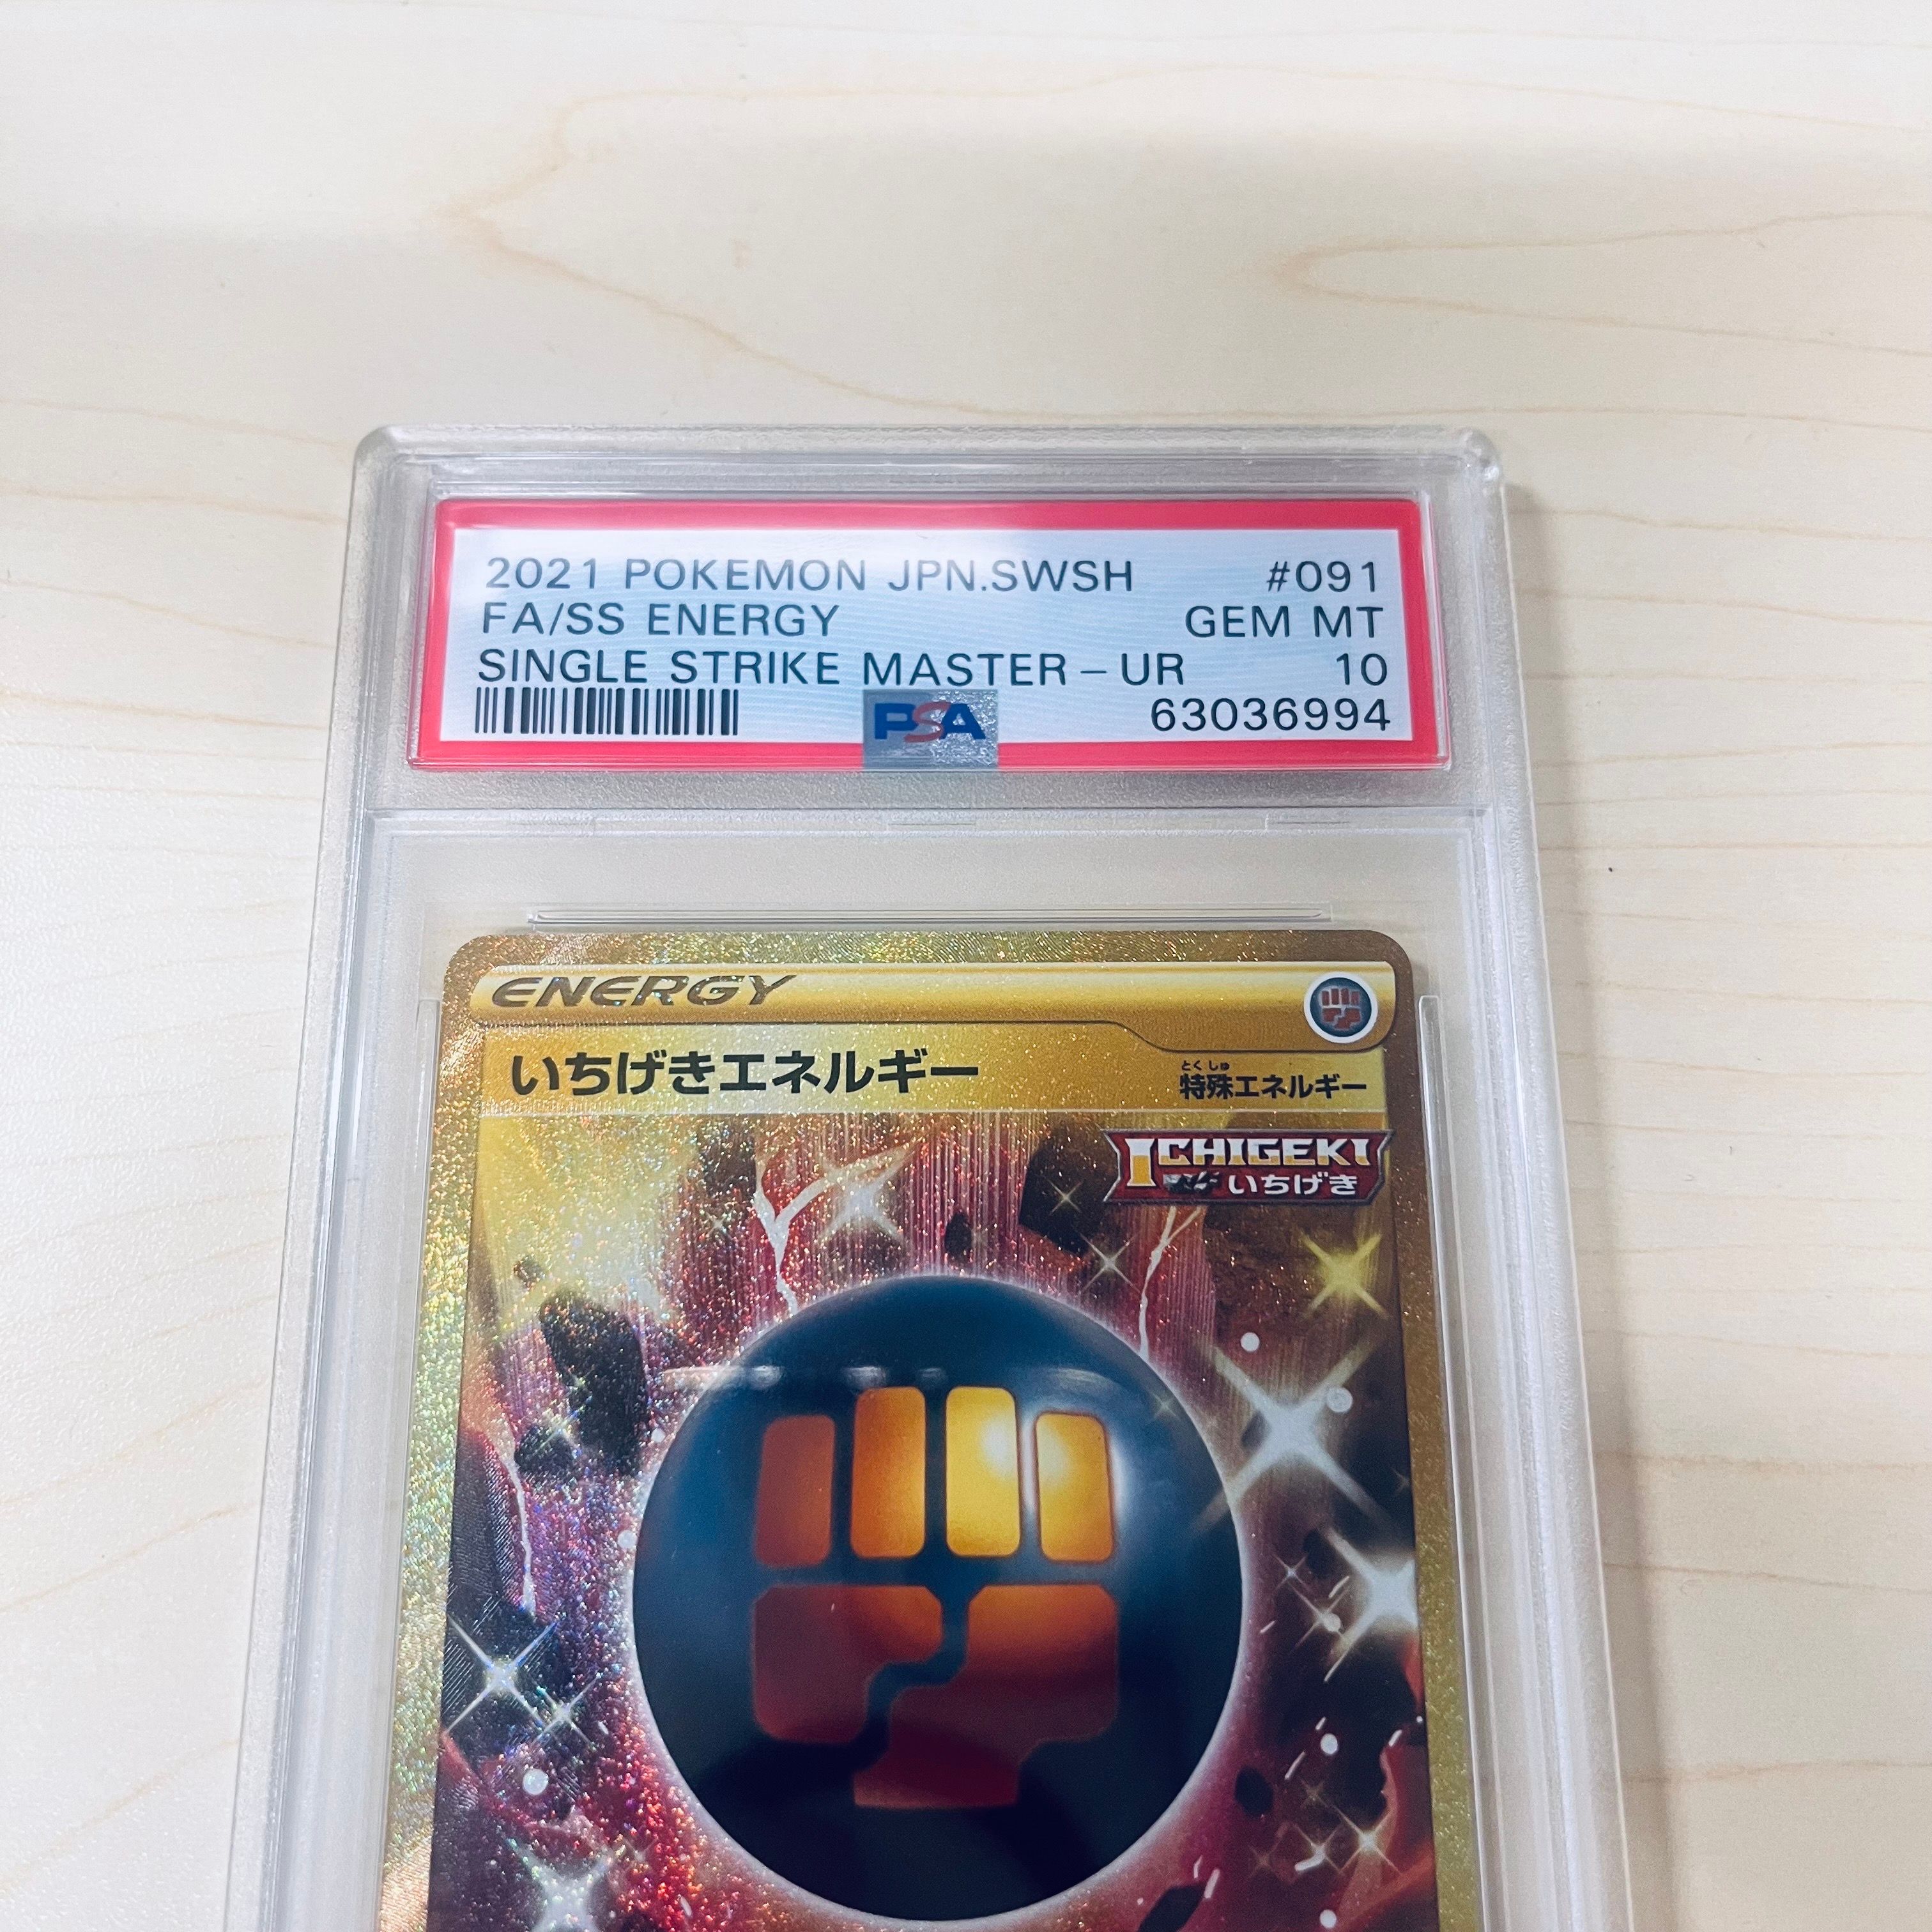 2021 POKEMON JPN.SWSH #091
FA/SS ENERGY GEM MT
SINGLE STRIKE MASTER-UR 10
PSA 63036994
ENERGY
いちげきエネルギー
とくしゅ
特殊エネルギー
ICHIGEKI
いちげき